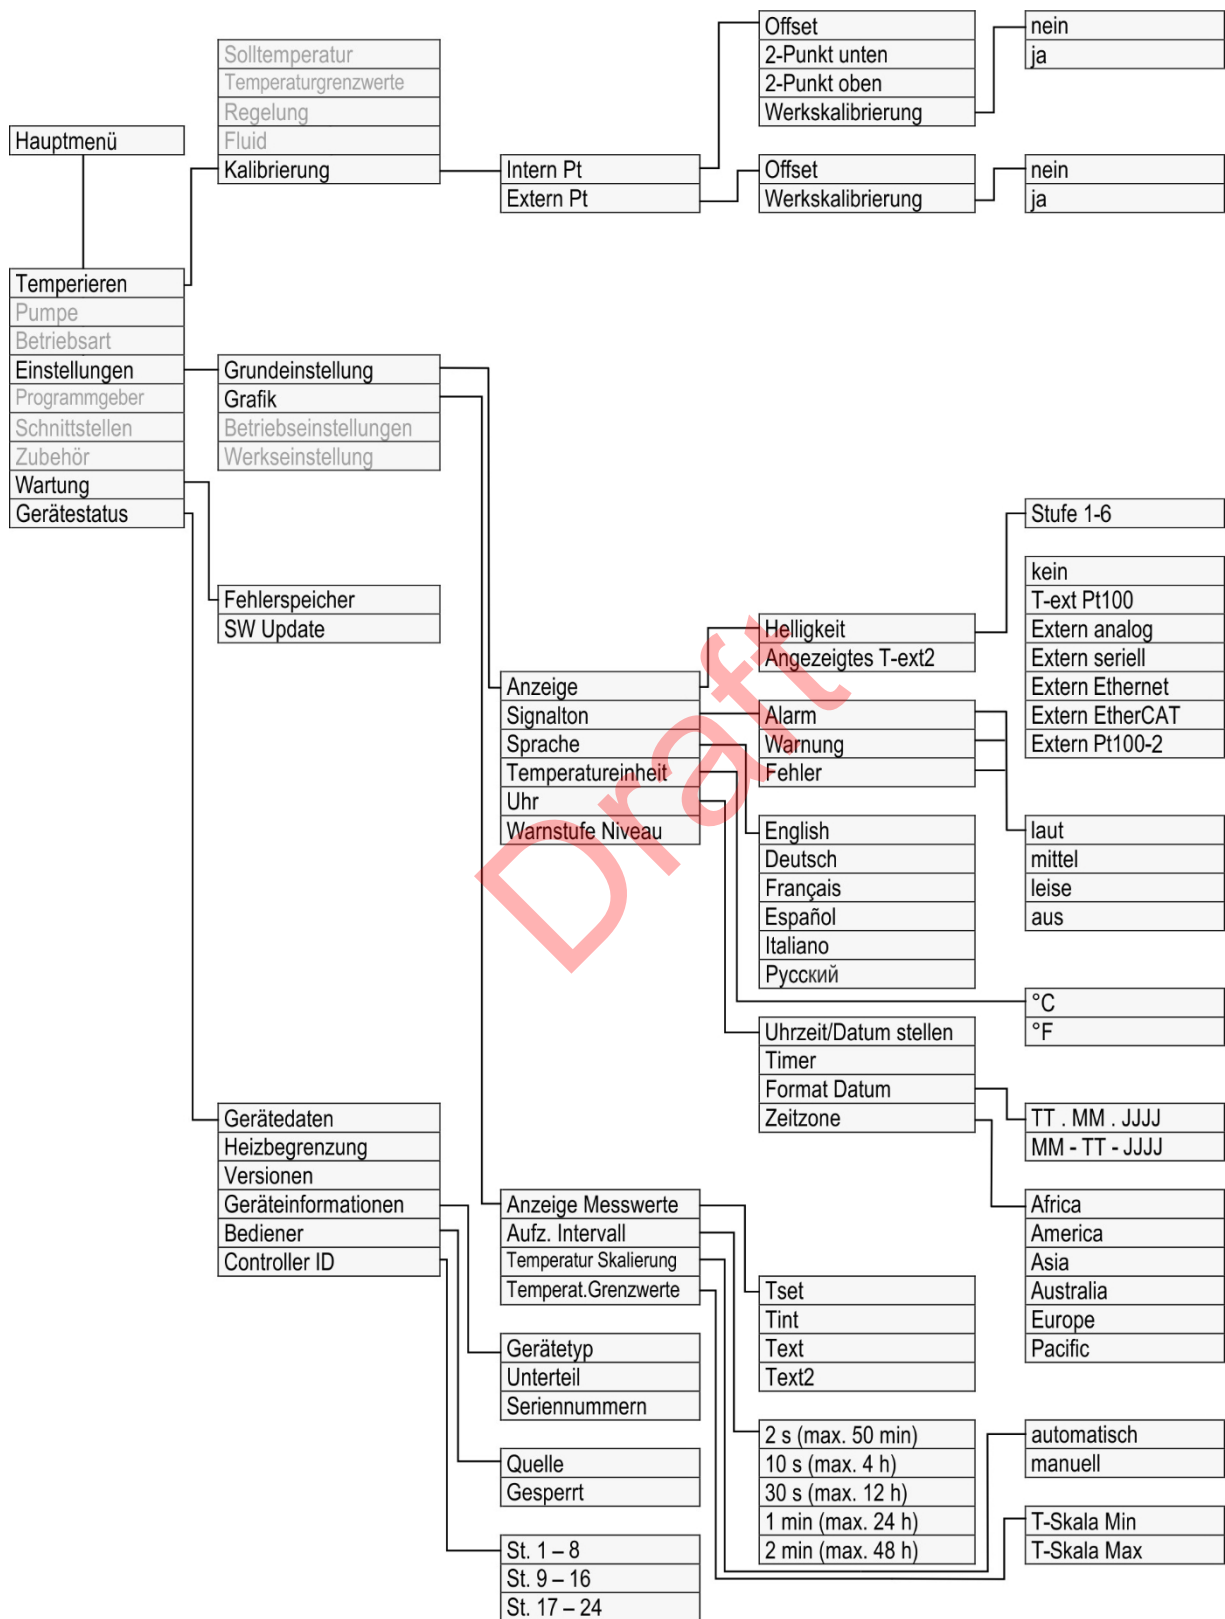 Hauptmenü
Temperieren
Pumpe
Betriebsart
Einstellungen
Programmgeber
Schnittstellen
Zubehör
Wartung
Gerätestatus
Solltemperatur
Temperaturgrenzwerte
Regelung
Fluid
Kalibrierung
Intern Pt
Extern Pt
Offset
2-Punkt unten
2-Punkt oben
Werkskalibrierung
nein
ja
Offset
Werkskalibrierung
nein
ja
Grundeinstellung
Grafik
Betriebseinstellungen
Werkseinstellung
Fehlerspeicher
SW Update
Anzeige
Signalton
Sprache
Temperatureinheit
Uhr
Warnstufe Niveau
Helligkeit
Angezeigtes T-ext2
Stufe 1-6
kein
T-ext Pt100
Extern analog
Extern seriell
Extern Ethernet
Extern EtherCAT
Extern Pt100-2
Alarm
Warnung
Fehler
laut
mittel
leise
aus
English
Deutsch
Français
Español
Italiano
Русский
°C
°F
Uhrzeit/Datum stellen
Timer
Format Datum
Zeitzone
TT . MM . JJJJ
MM - TT - JJJJ
Africa
America
Asia
Australia
Europe
Pacific
Gerätedaten
Heizbegrenzung
Versionen
Geräteinformationen
Bediener
Controller ID
Anzeige Messwerte
Aufz. Intervall
Temperatur Skalierung
Temperat.Grenzwerte
Tset
Tint
Text
Text2
Gerätetyp
Unterteil
Seriennummern
2 s (max. 50 min)
10 s (max. 4 h)
30 s (max. 12 h)
1 min (max. 24 h)
2 min (max. 48 h)
automatisch
manuell
T-Skala Min
T-Skala Max
Quelle
Gesperrt
St. 1 – 8
St. 9 – 16
St. 17 – 24
Draft